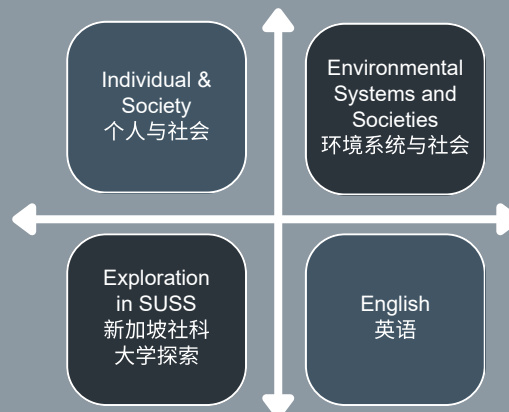 Individual &
Society
个人与社会
Environmental
Systems and
Societies
环境系统与社会
Exploration
in SUSS
新加坡社科
大学探索
English
英语